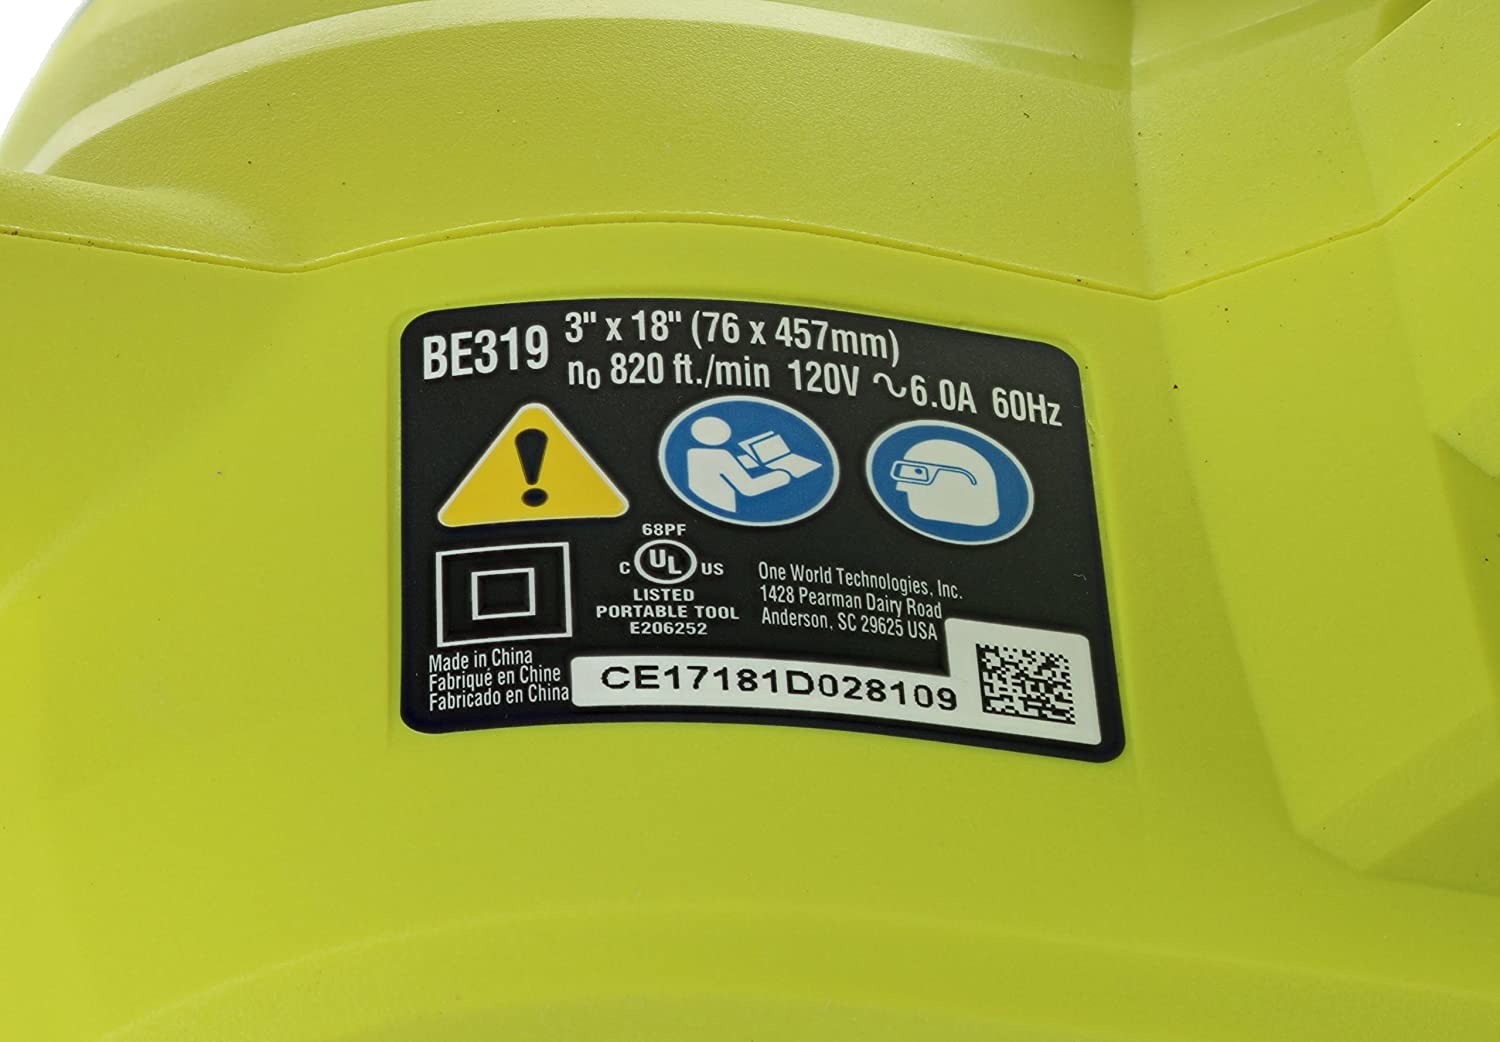 BE319 3" x 18" (76 x 457mm)
n₀ 820 ft./min 120V ~6.0A 60Hz
68PF
C UL US
LISTED
PORTABLE TOOL
E206252
One World Technologies, Inc.
1428 Pearman Dairy Road
Anderson, SC 29625 USA
Made in China
Fabriqué en Chine
Fabricado en China
CE17181D028109